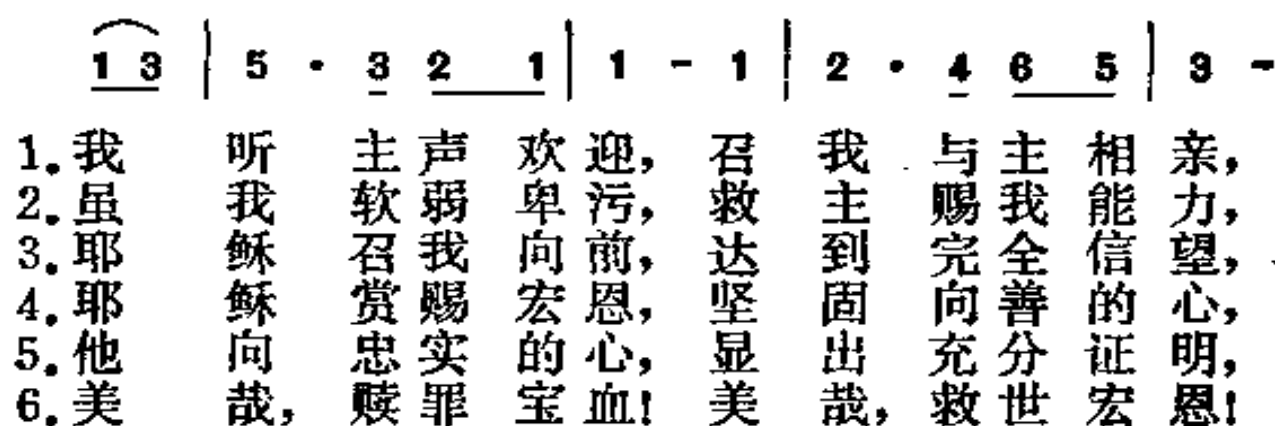 1 3 | 5 · 3 2 1 | 1 - 1 | 2 · 4 6 5 | 3 -
1.我 听 主声 欢迎,召 我 与主 相 亲,
2.虽 我 软弱 卑污,救 主 赐我 能 力,
3.耶 稣 召我 向前,达 到 完全 信 望,
4.耶 稣 赏赐 宏恩,坚 固 向善 的 心,
5.他 向 忠实 的心,显 出 充分 证 明,
6.美 哉,赎罪 宝血!美 哉,救世 宏 恩!